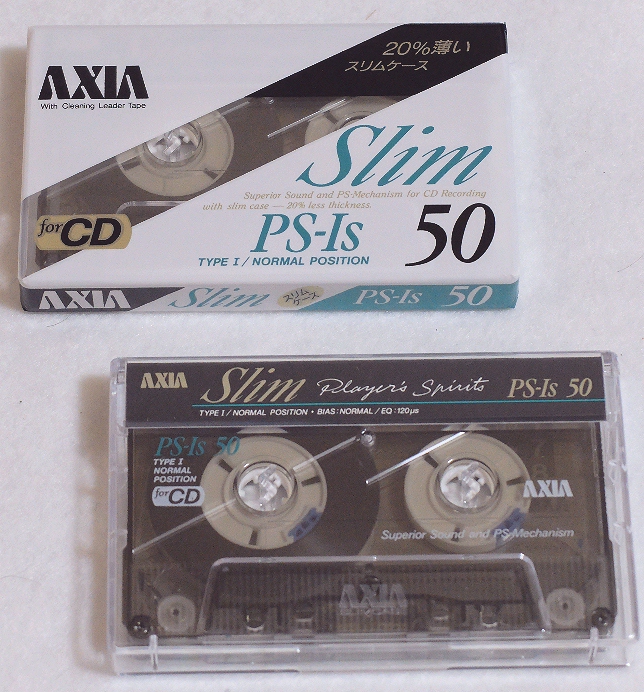 20%薄い
スリムケース
AXIA
With Cleaning Leader Tape
Slim
Superior Sound and PS-Mechanism for CD Recording
with slim case — 20% less thickness.
for CD
PS-Is 50
TYPE I / NORMAL POSITION
AXIA Slim スリムケース PS-Is 50
AXIA Slim Player's Spirits PS-Is 50
TYPE I / NORMAL POSITION • BIAS: NORMAL / EQ: 120μs
PS-Is 50
TYPE I
NORMAL
POSITION
for CD
AXIA
Superior Sound and PS-Mechanism
AXIA